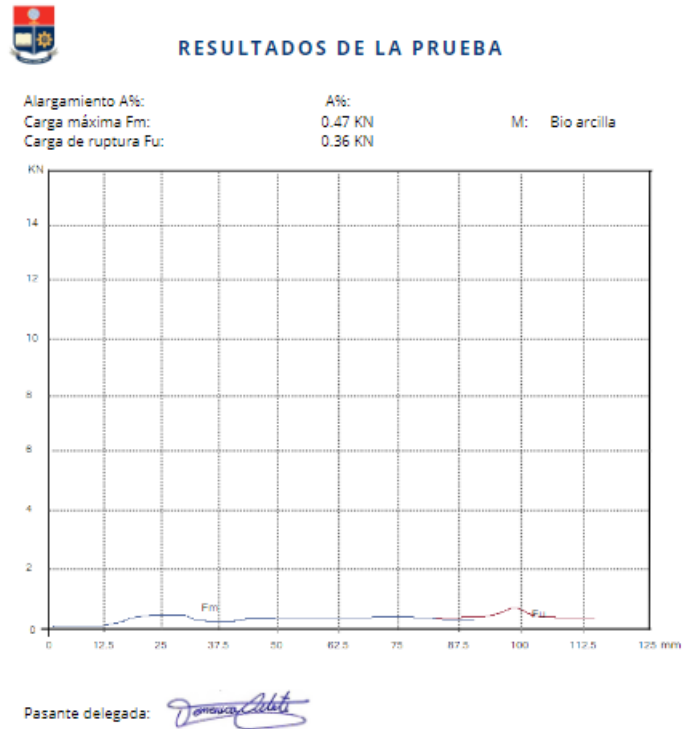 RESULTADOS DE LA PRUEBA
Alargamiento A%: A%:
Carga máxima Fm: 0.47 KN M: Bio arcilla
Carga de ruptura Fu: 0.36 KN
KN
14
12
10
8
6
4
2
0
Fm
Fu
0 12.5 25 37.5 50 62.5 75 87.5 100 112.5 125 mm
Pasante delegada: